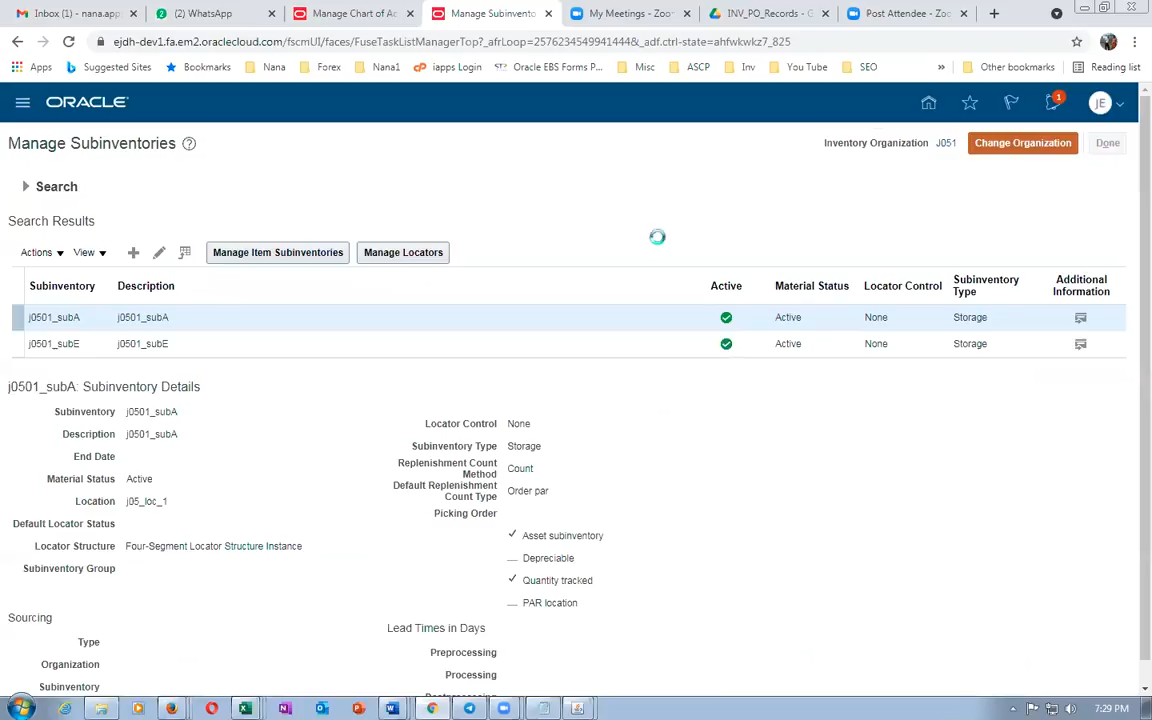 Inbox (1) - nana.app
(2) WhatsApp
Manage Chart of Ac
Manage Subinvento
My Meetings - Zoo
INV_PO_Records - G
Post Attendee - Zoo
ejdh-dev1.fa.em2.oraclecloud.com/fscmUI/faces/FuseTaskListManagerTop?_afrLoop=2576234549941444&_adf.ctrl-state=ahfwkwkz7_825
Apps
Suggested Sites
Bookmarks
Nana
Forex
Nana1
iapps Login
Oracle EBS Forms P...
Misc
ASCP
Inv
You Tube
SEO
»
Other bookmarks
Reading list
ORACLE
1
JE
Manage Subinventories
Inventory Organization J051
Change Organization
Done
Search
Search Results
Actions
View
Manage Item Subinventories
Manage Locators
Subinventory Description Active Material Status Locator Control Subinventory Type Additional Information
j0501_subA j0501_subA Active None Storage
j0501_subE j0501_subE Active None Storage
j0501_subA: Subinventory Details
Subinventory j0501_subA
Description j0501_subA
End Date
Material Status Active
Location j05_loc_1
Default Locator Status
Locator Structure Four-Segment Locator Structure Instance
Subinventory Group
Locator Control None
Subinventory Type Storage
Replenishment Count Method Count
Default Replenishment Count Type Order par
Picking Order
Asset subinventory
Depreciable
Quantity tracked
PAR location
Sourcing
Type
Organization
Subinventory
Lead Times in Days
Preprocessing
Processing
7:29 PM